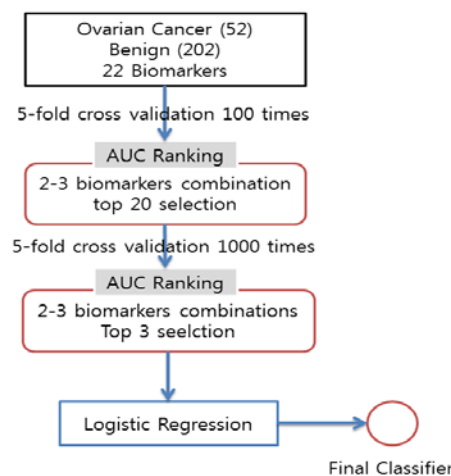 Ovarian Cancer (52)
Benign (202)
22 Biomarkers
5-fold cross validation 100 times
AUC Ranking
2-3 biomarkers combination
top 20 selection
5-fold cross validation 1000 times
AUC Ranking
2-3 biomarkers combinations
Top 3 seelction
Logistic Regression
Final Classifier